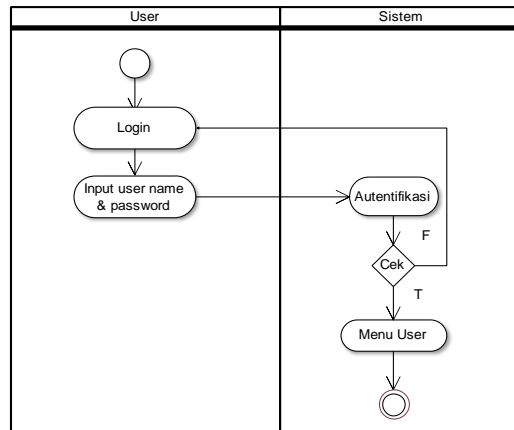 User
Sistem
Login
Input user name
& password
Autentifikasi
F
Cek
T
Menu User